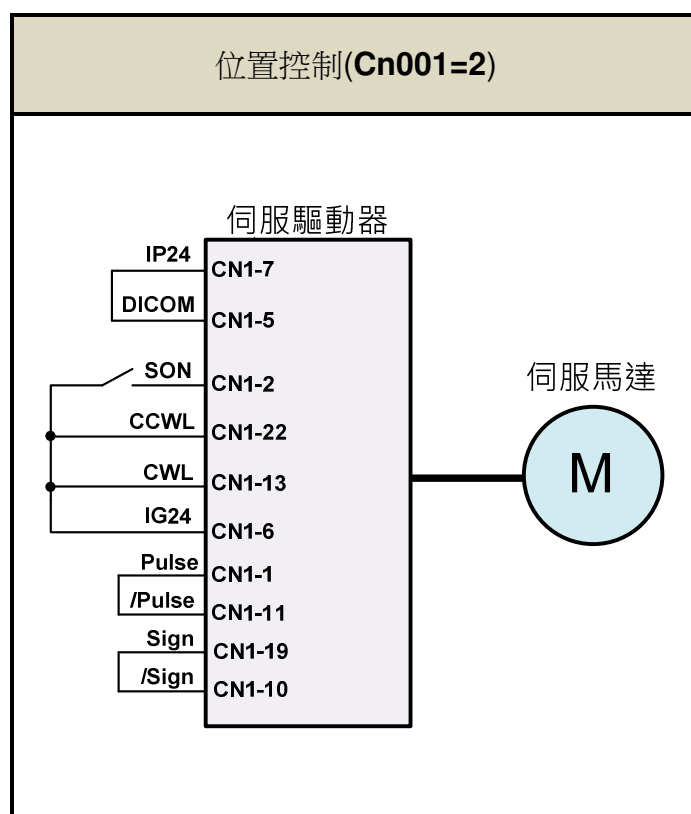 位置控制(Cn001=2)
伺服驅動器
IP24 CN1-7
DICOM CN1-5
SON CN1-2
CCWL CN1-22
CWL CN1-13
IG24 CN1-6
Pulse CN1-1
/Pulse CN1-11
Sign CN1-19
/Sign CN1-10
伺服馬達
M